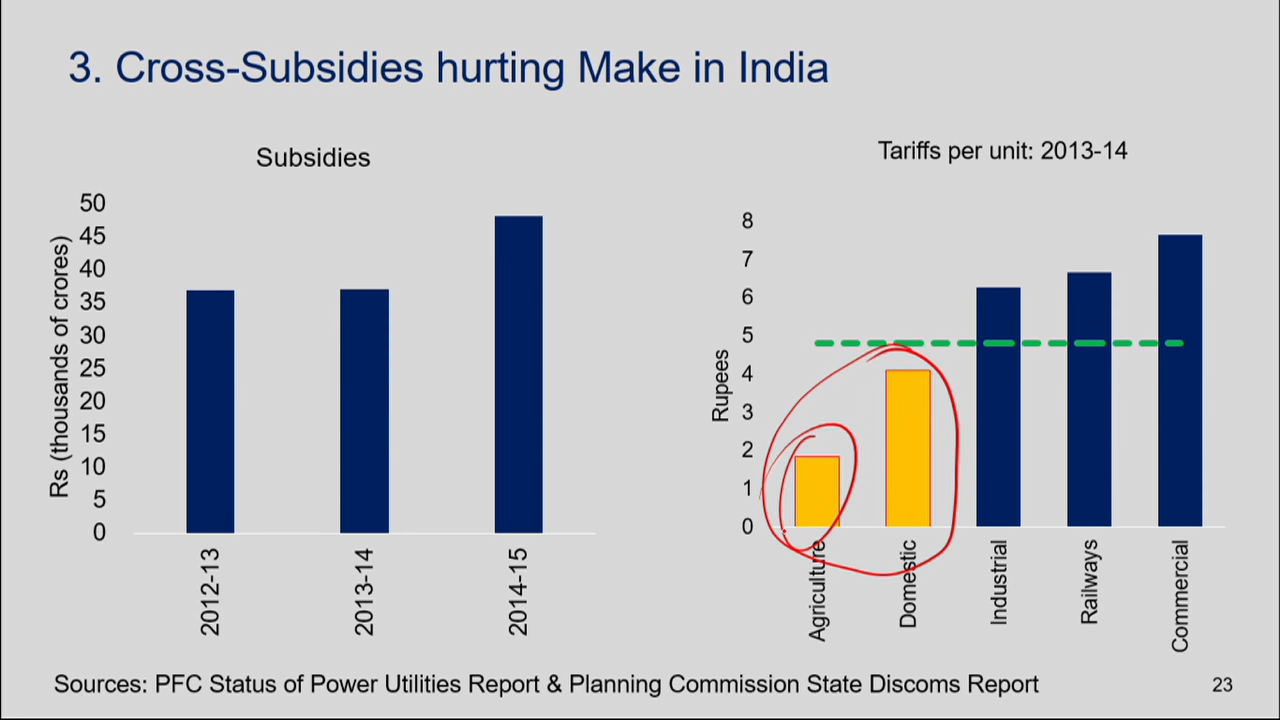 3. Cross-Subsidies hurting Make in India
Subsidies
Rs (thousands of crores)
50
45
40
35
30
25
20
15
10
5
0
2012-13
2013-14
2014-15
Tariffs per unit: 2013-14
Rupees
8
7
6
5
4
3
2
1
0
Agriculture
Domestic
Industrial
Railways
Commercial
Sources: PFC Status of Power Utilities Report & Planning Commission State Discoms Report
23